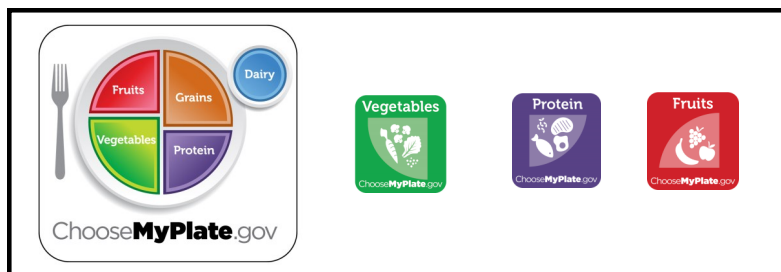 Dairy
Fruits
Grains
Vegetables
Protein
ChooseMyPlate.gov
Vegetables
ChooseMyPlate.gov
Protein
ChooseMyPlate.gov
Fruits
ChooseMyPlate.gov